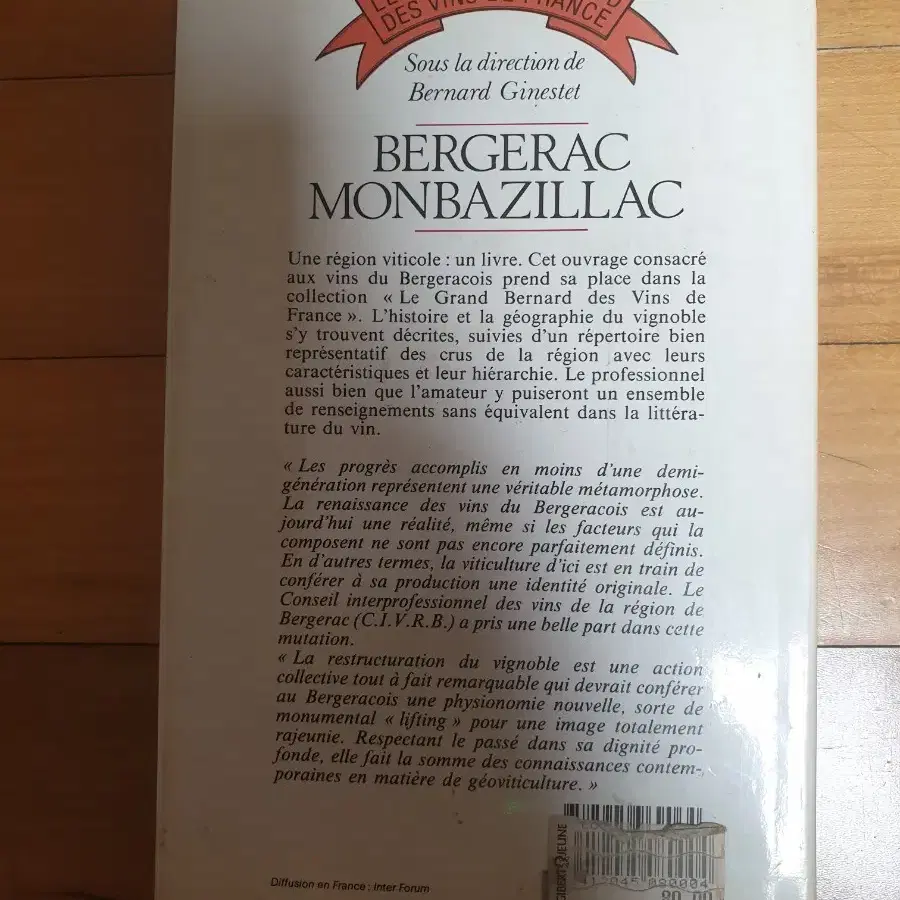 DES VINS DE FRANCE
Sous la direction de
Bernard Ginestet
BERGERAC
MONBAZILLAC
Une région viticole : un livre. Cet ouvrage consacré
aux vins du Bergeracois prend sa place dans la
collection « Le Grand Bernard des Vins de
France ». L'histoire et la géographie du vignoble
s'y trouvent décrites, suivies d'un répertoire bien
représentatif des crus de la région avec leurs
caractéristiques et leur hiérarchie. Le professionnel
aussi bien que l'amateur y puiseront un ensemble
de renseignements sans équivalent dans la littéra-
ture du vin.
« Les progrès accomplis en moins d'une demi-
génération représentent une véritable métamorphose.
La renaissance des vins du Bergeracois est au-
jourd'hui une réalité, même si les facteurs qui la
composent ne sont pas encore parfaitement définis.
En d'autres termes, la viticulture d'ici est en train de
conférer à sa production une identité originale. Le
Conseil interprofessionnel des vins de la région de
Bergerac (C.I.V.R.B.) a pris une belle part dans cette
mutation.
« La restructuration du vignoble est une action
collective tout à fait remarquable qui devrait conférer
au Bergeracois une physionomie nouvelle, sorte de
monumental « lifting » pour une image totalement
rajeunie. Respectant le passé dans sa dignité pro-
fonde, elle fait la somme des connaissances contem-
poraines en matière de géoviticulture. »
Diffusion en France : Inter Forum